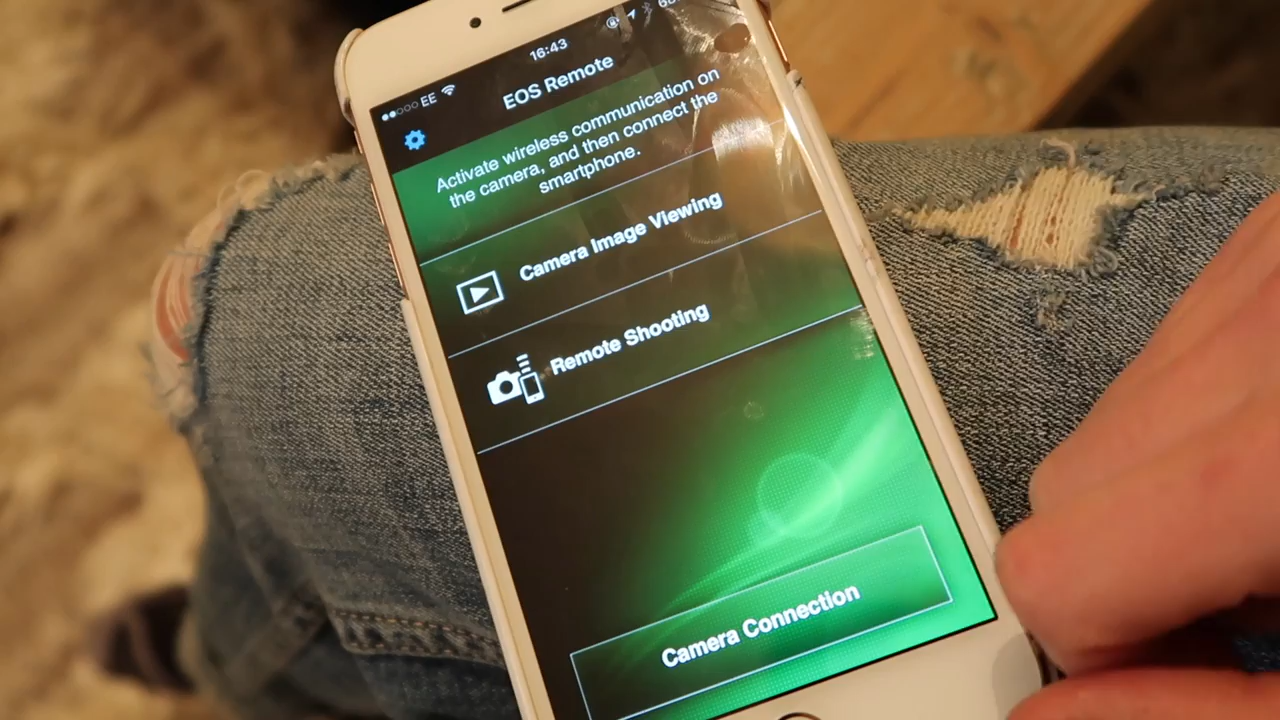 16:43
EE
EOS Remote
Activate wireless communication on
the camera, and then connect the
smartphone.
Camera Image Viewing
Remote Shooting
Camera Connection